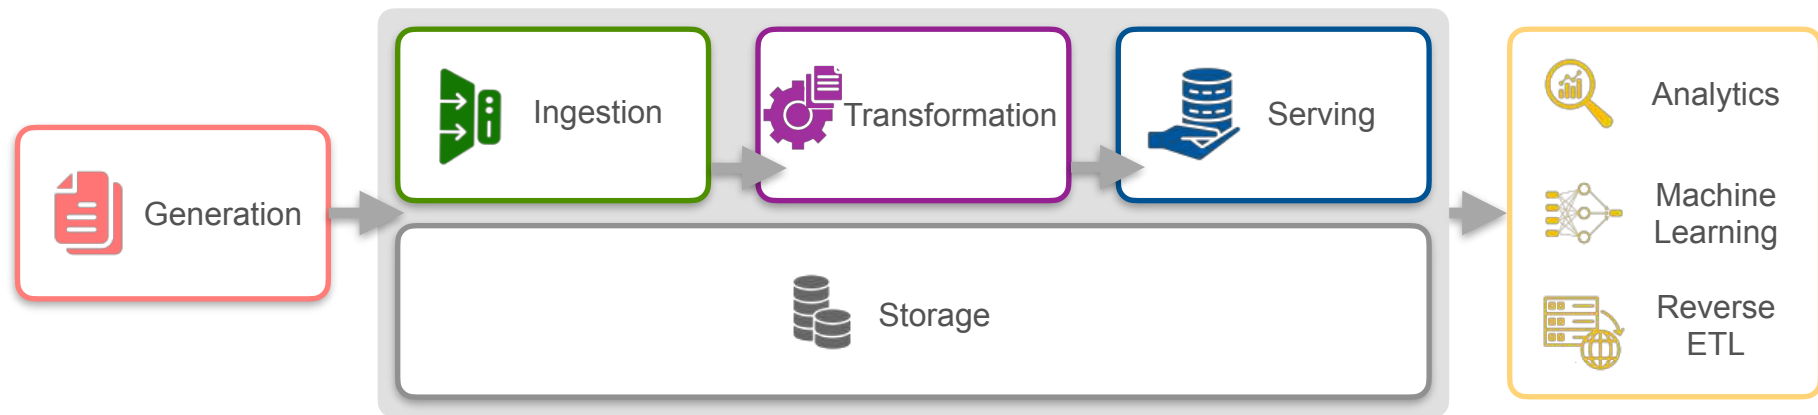 Generation
Ingestion
Transformation
Serving
Storage
Analytics
Machine
Learning
Reverse
ETL